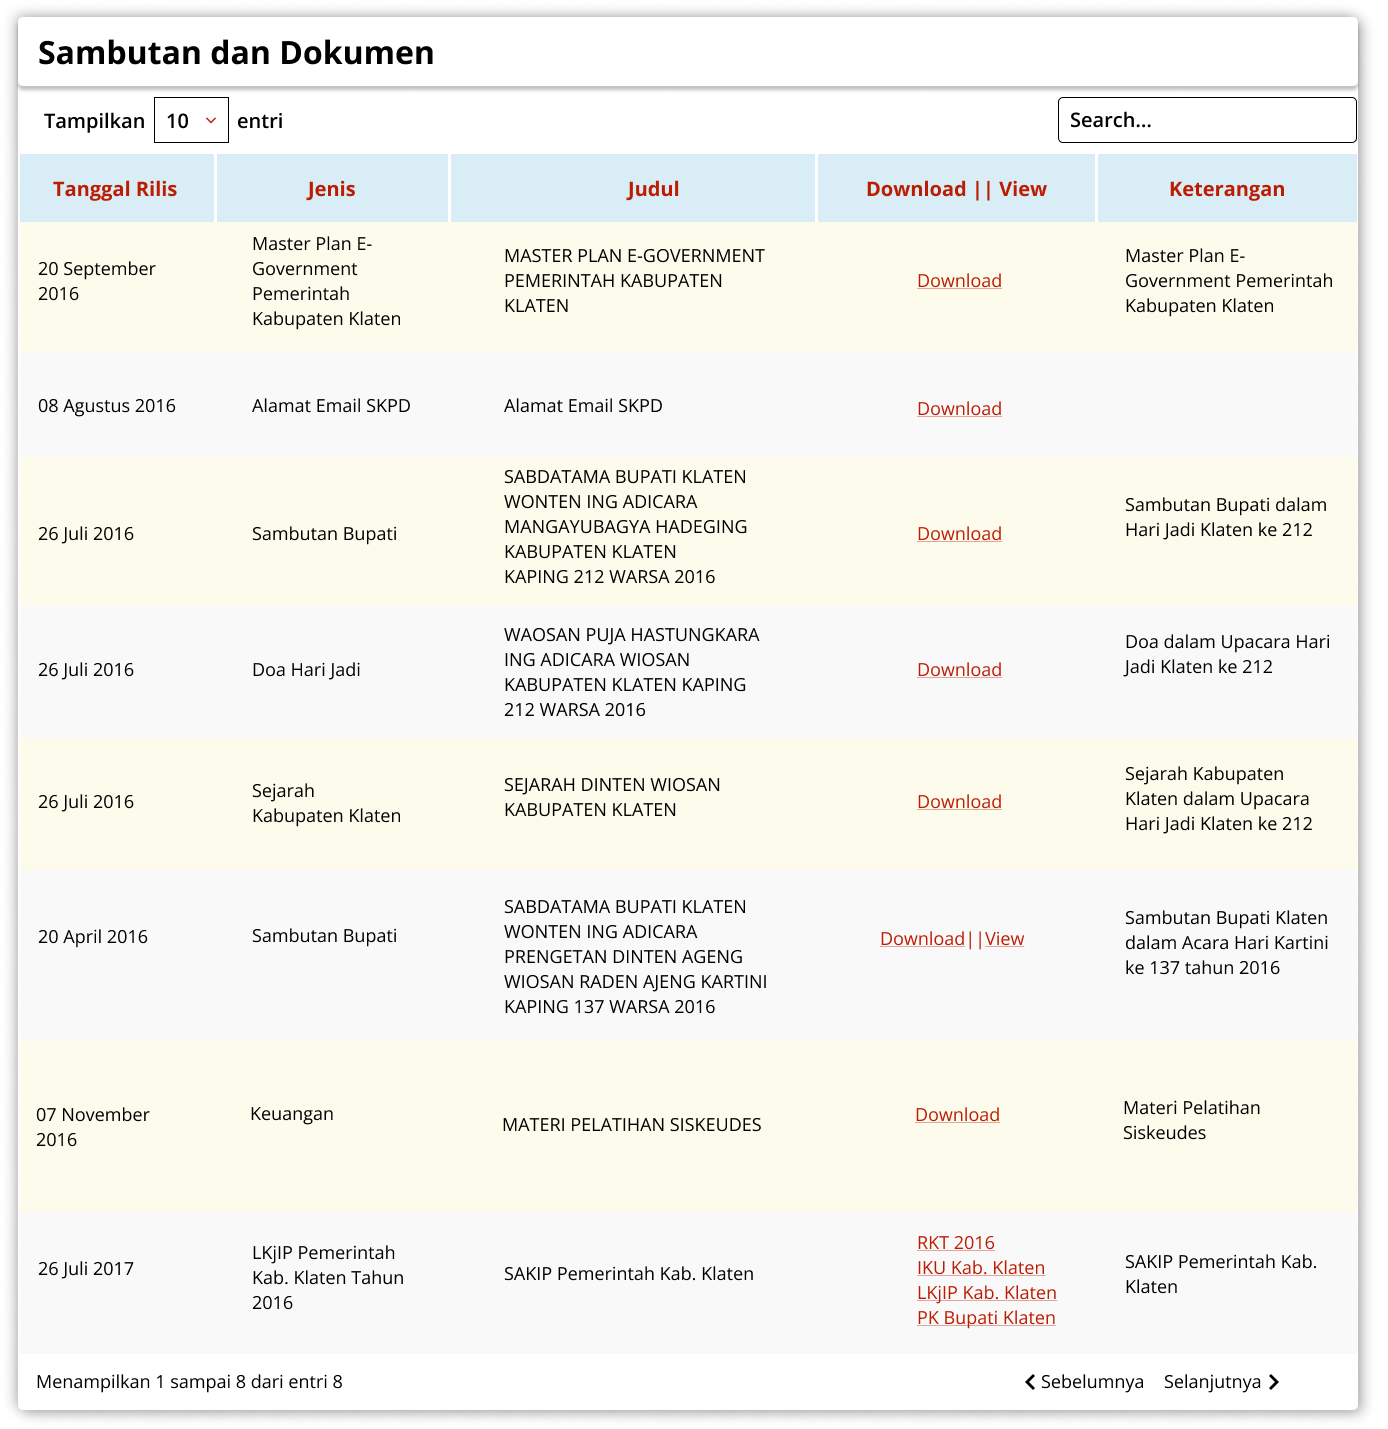 Sambutan dan Dokumen
Tampilkan 10 entri
Search...
Tanggal Rilis
Jenis
Judul
Download || View
Keterangan
20 September
2016
Master Plan E-
Government
Pemerintah
Kabupaten Klaten
MASTER PLAN E-GOVERNMENT
PEMERINTAH KABUPATEN
KLATEN
Download
Master Plan E-
Government Pemerintah
Kabupaten Klaten
08 Agustus 2016
Alamat Email SKPD
Alamat Email SKPD
Download
26 Juli 2016
Sambutan Bupati
SABDATAMA BUPATI KLATEN
WONTEN ING ADICARA
MANGAYUBAGYA HADEGING
KABUPATEN KLATEN
KAPING 212 WARSA 2016
Download
Sambutan Bupati dalam
Hari Jadi Klaten ke 212
26 Juli 2016
Doa Hari Jadi
WAOSAN PUJA HASTUNGKARA
ING ADICARA WIOSAN
KABUPATEN KLATEN KAPING
212 WARSA 2016
Download
Doa dalam Upacara Hari
Jadi Klaten ke 212
26 Juli 2016
Sejarah
Kabupaten Klaten
SEJARAH DINTEN WIOSAN
KABUPATEN KLATEN
Download
Sejarah Kabupaten
Klaten dalam Upacara
Hari Jadi Klaten ke 212
20 April 2016
Sambutan Bupati
SABDATAMA BUPATI KLATEN
WONTEN ING ADICARA
PRENGETAN DINTEN AGENG
WIOSAN RADEN AJENG KARTINI
KAPING 137 WARSA 2016
Download||View
Sambutan Bupati Klaten
dalam Acara Hari Kartini
ke 137 tahun 2016
07 November
2016
Keuangan
MATERI PELATIHAN SISKEUDES
Download
Materi Pelatihan
Siskeudes
26 Juli 2017
LKjIP Pemerintah
Kab. Klaten Tahun
2016
SAKIP Pemerintah Kab. Klaten
RKT 2016
IKU Kab. Klaten
LKjIP Kab. Klaten
PK Bupati Klaten
SAKIP Pemerintah Kab.
Klaten
Menampilkan 1 sampai 8 dari entri 8
Sebelumnya
Selanjutnya